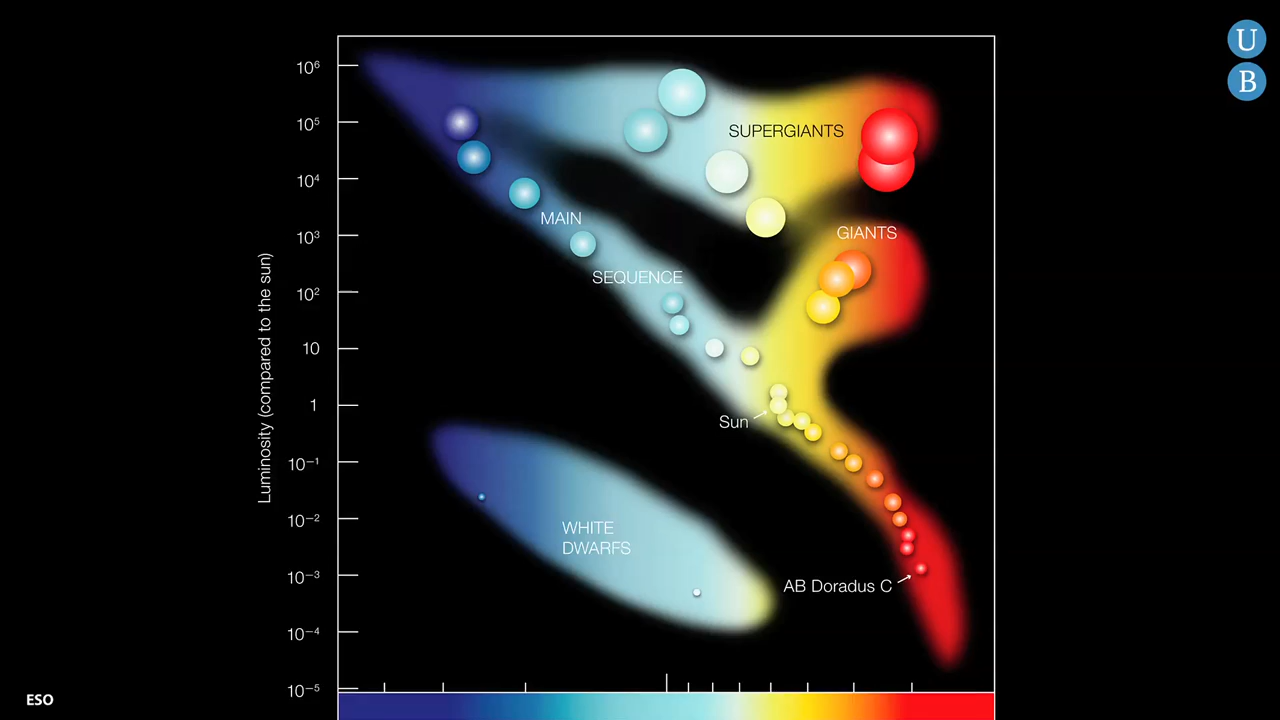 U
B
10⁶
10⁵
SUPERGIANTS
10⁴
MAIN
10³
GIANTS
SEQUENCE
10²
10
1
Sun
Luminosity (compared to the sun)
10⁻¹
10⁻²
WHITE
DWARFS
10⁻³
AB Doradus C
10⁻⁴
10⁻⁵
ESO